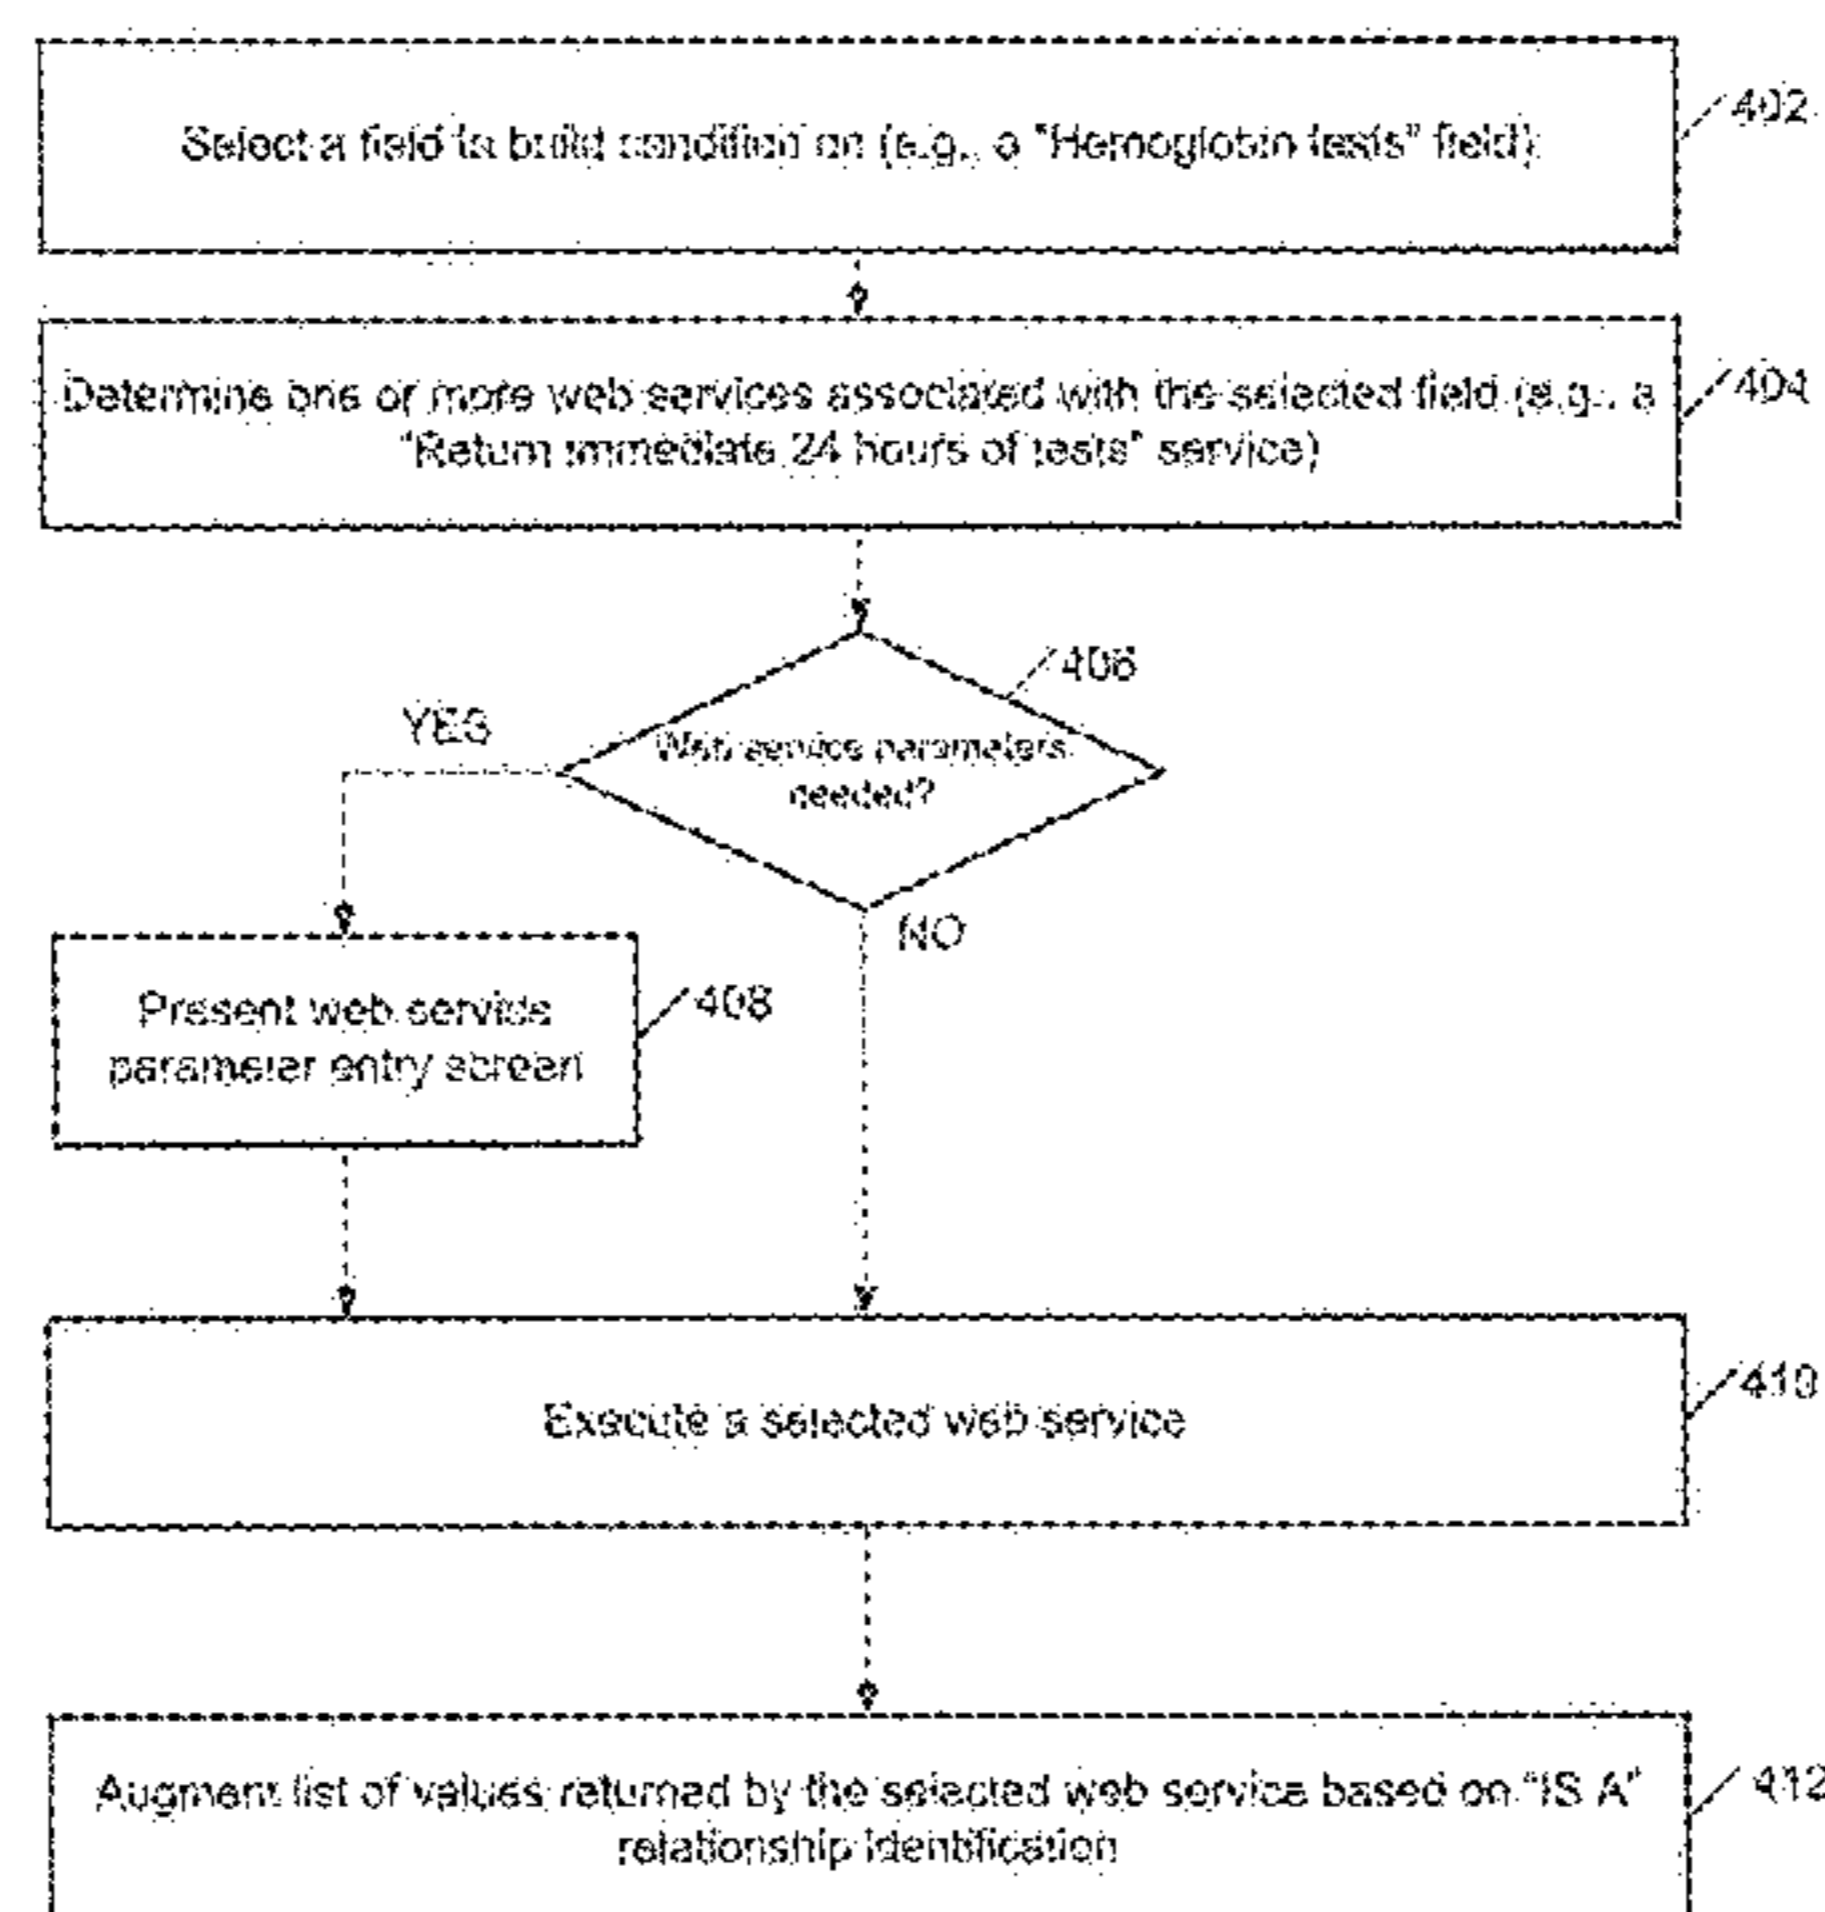 Select a field to build condition on (e.g., a "Hemoglobin tests" field)
402
Determine one or more web services associated with the selected field (e.g., a
"Return immediate 24 hours of tests" service)
404
406
Web service parameters
needed?
YES
NO
Present web service
parameter entry screen
408
Execute a selected web service
410
Augment list of values returned by the selected web service based on "IS A"
relationship identification
412